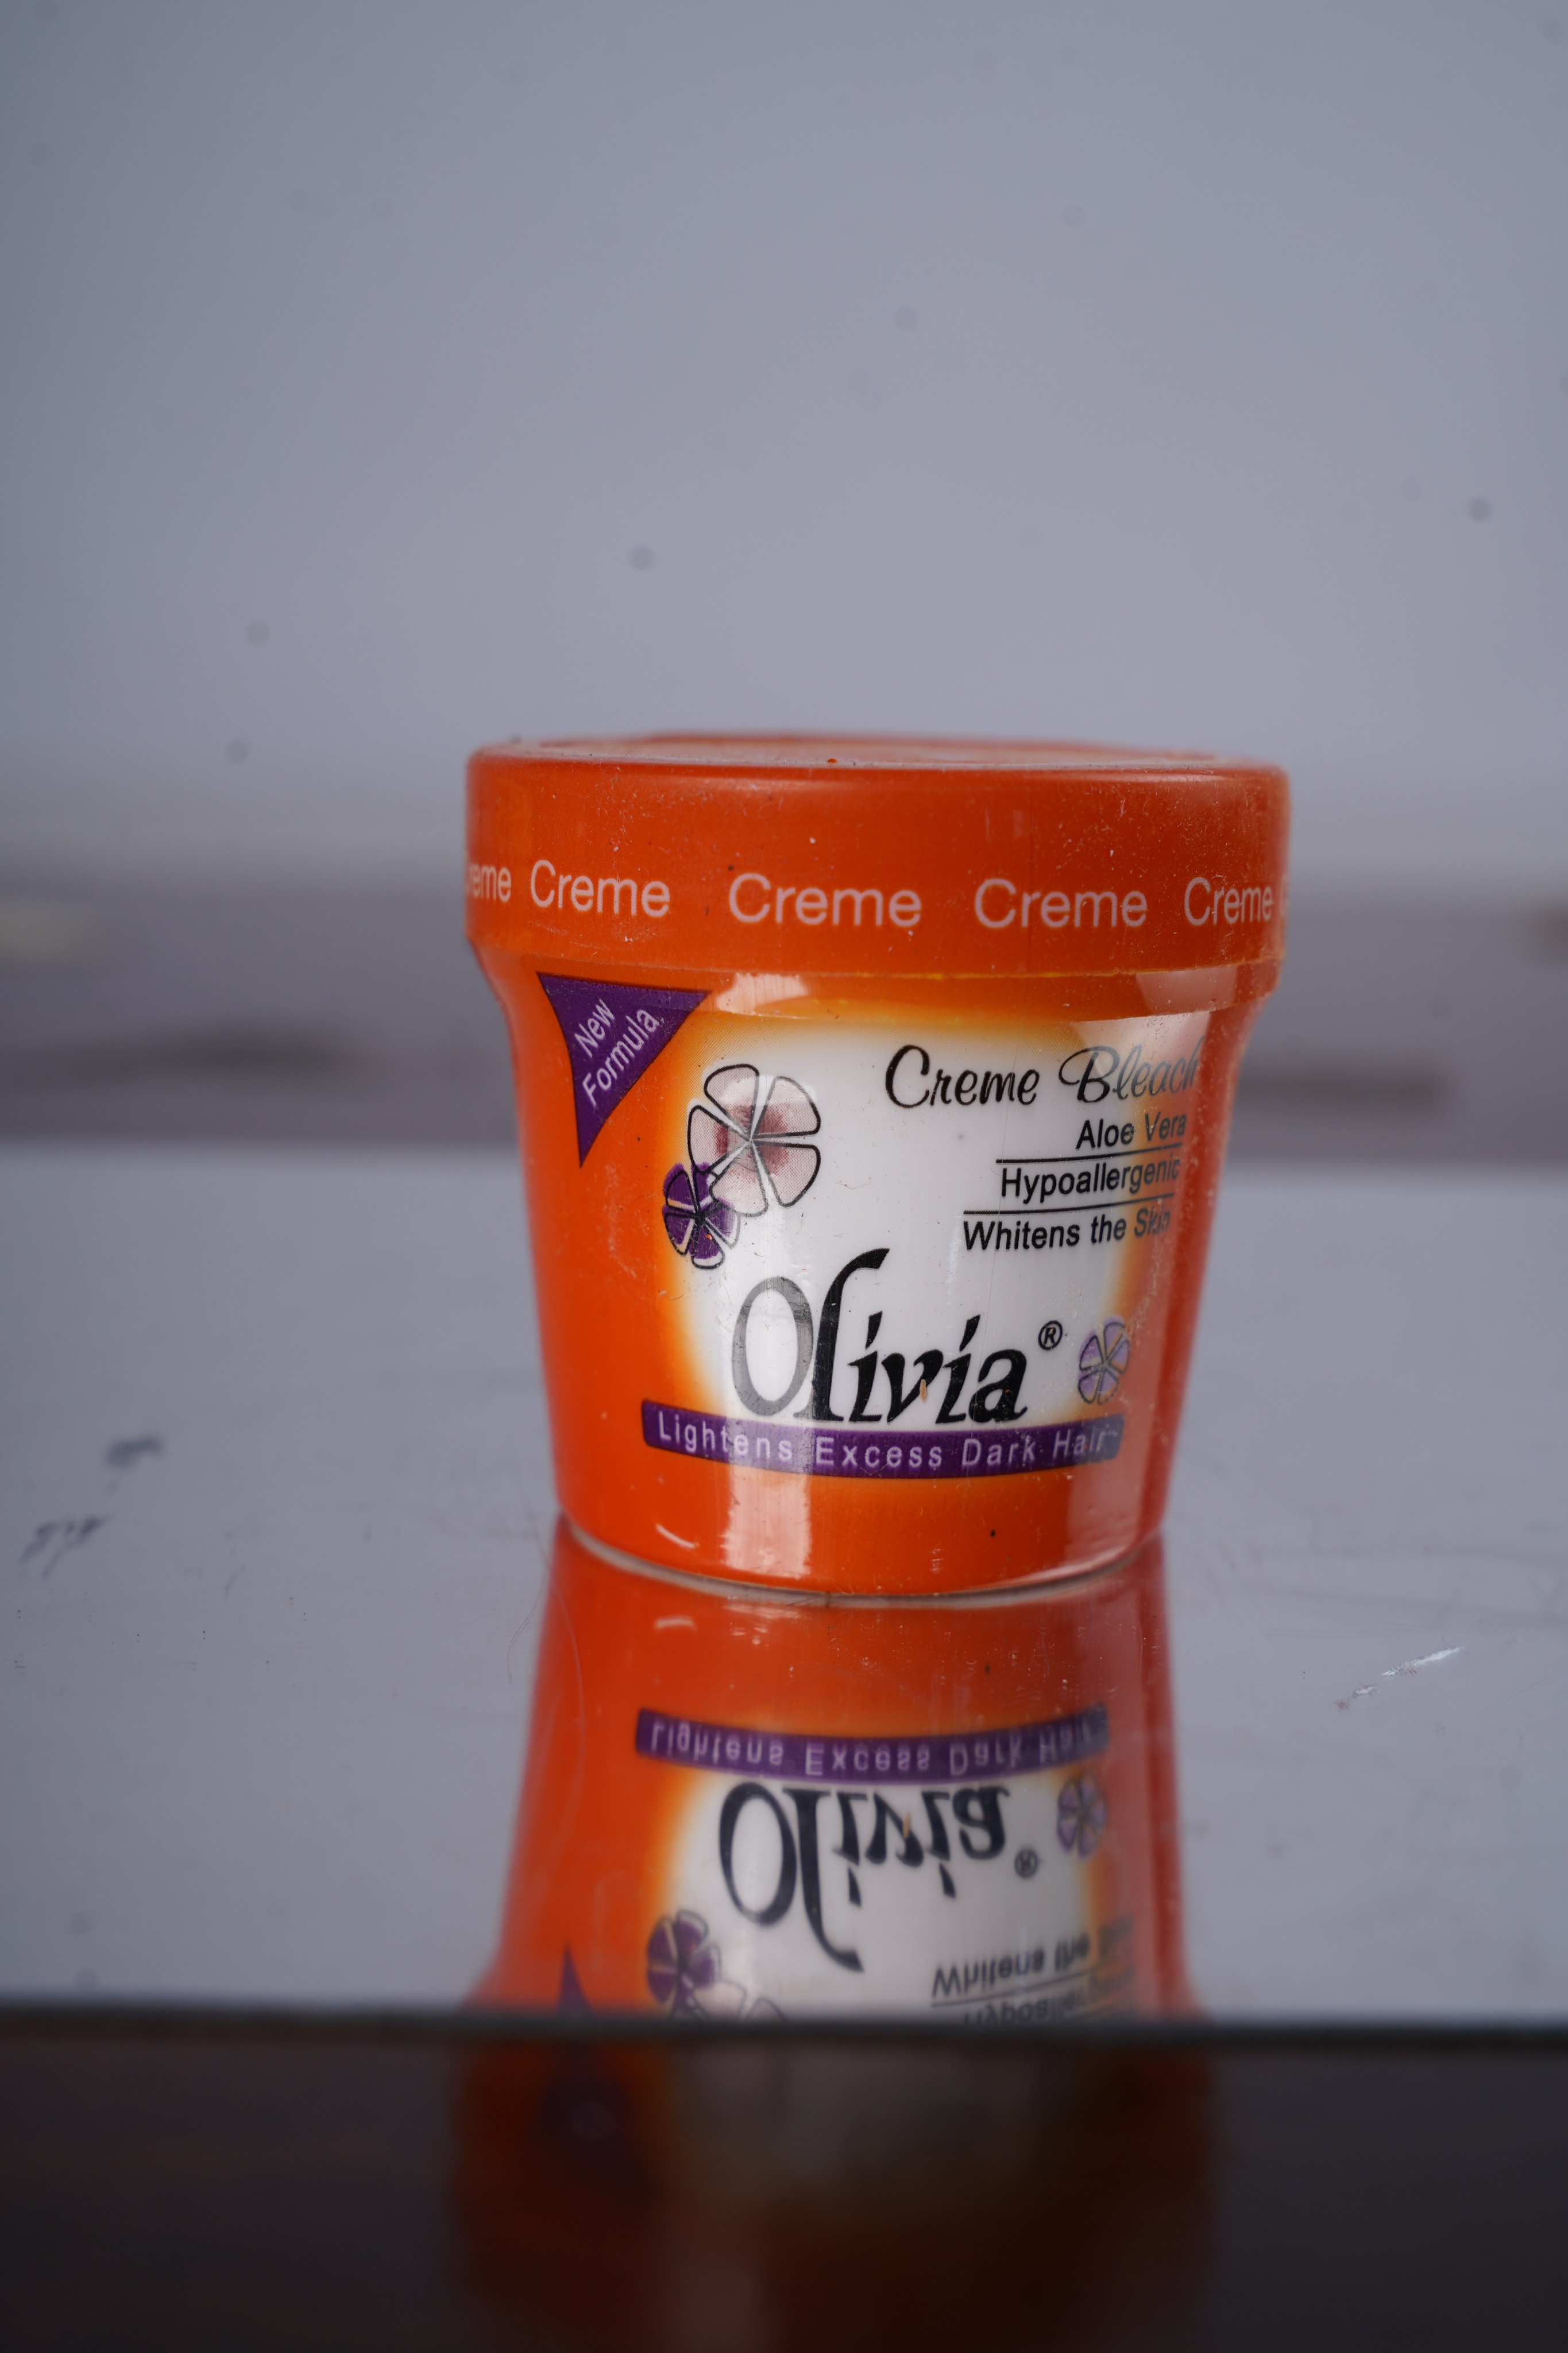 Creme Creme Creme Creme
New
Formula
Creme Bleach
Aloe Vera
Hypoallergenic
Whitens the Skin
Olivia®
Lightens Excess Dark Hair